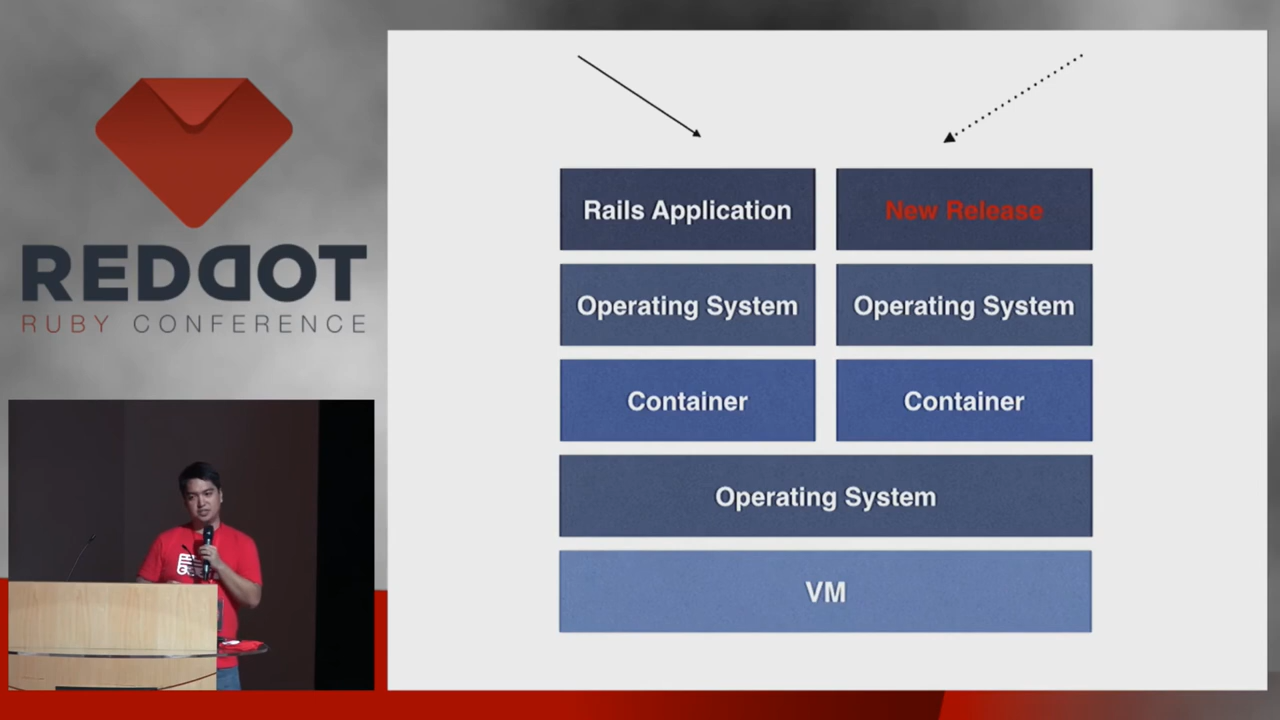 REDDOT
RUBY CONFERENCE
Rails Application
New Release
Operating System
Operating System
Container
Container
Operating System
VM